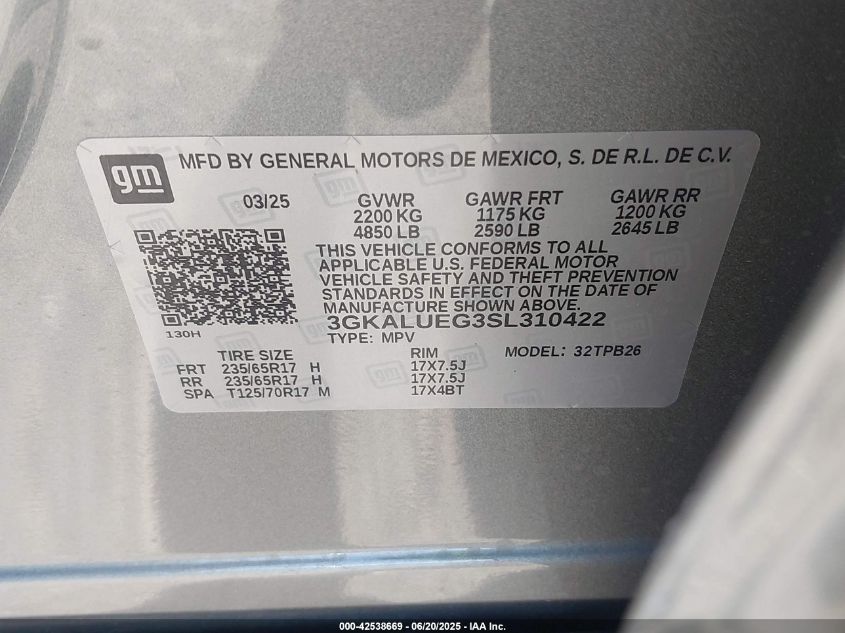 gm
MFD BY GENERAL MOTORS DE MEXICO, S. DE R.L. DE C.V.
03/25 GVWR GAWR FRT GAWR RR
2200 KG 1175 KG 1200 KG
4850 LB 2590 LB 2645 LB
THIS VEHICLE CONFORMS TO ALL
APPLICABLE U.S. FEDERAL MOTOR
VEHICLE SAFETY AND THEFT PREVENTION
STANDARDS IN EFFECT ON THE DATE OF
MANUFACTURE SHOWN ABOVE.
130H 3GKALUEG3SL310422
TYPE: MPV
TIRE SIZE RIM MODEL: 32TPB26
FRT 235/65R17 H 17X7.5J
RR 235/65R17 H 17X7.5J
SPA T125/70R17 M 17X4BT
000-42538669 - 06/20/2025 - IAA Inc.